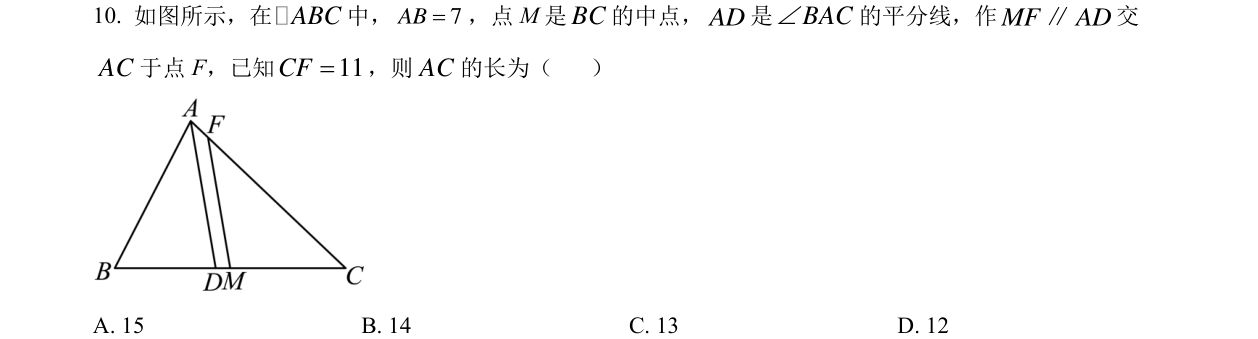 10. 如图所示，在□ABC 中， AB = 7 ，点 M 是 BC 的中点， AD 是∠BAC 的平分线，作 MF ∥ AD 交
AC 于点 F，已知 CF = 11，则 AC 的长为（ ）
A
F
B
DM
C
A. 15 B. 14 C. 13 D. 12